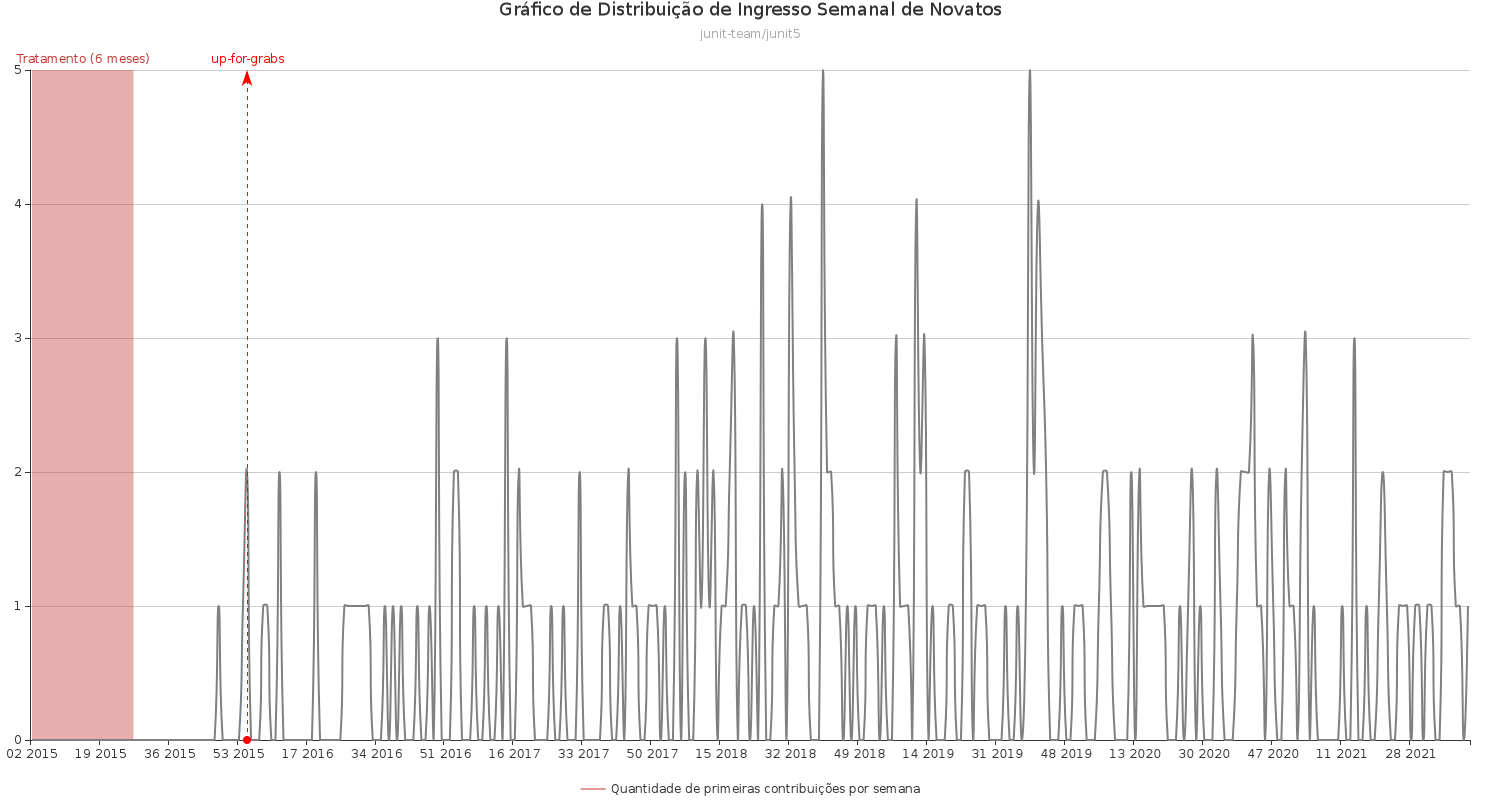 Gráfico de Distribuição de Ingresso Semanal de Novatos
junit-team/junit5
Tratamento (6 meses)
up-for-grabs
5
4
3
2
1
0
02 2015 19 2015 36 2015 53 2015 17 2016 34 2016 51 2016 16 2017 33 2017 50 2017 15 2018 32 2018 49 2018 14 2019 31 2019 48 2019 13 2020 30 2020 47 2020 11 2021 28 2021
Quantidade de primeiras contribuições por semana